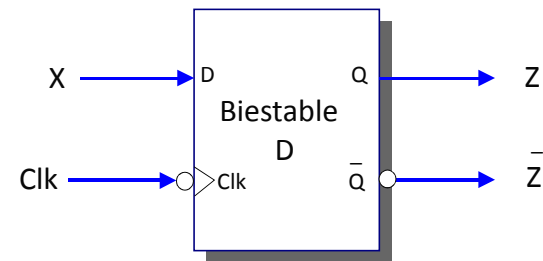 X D Q Z
Biestable
D
Clk Clk Q̅ Z̅